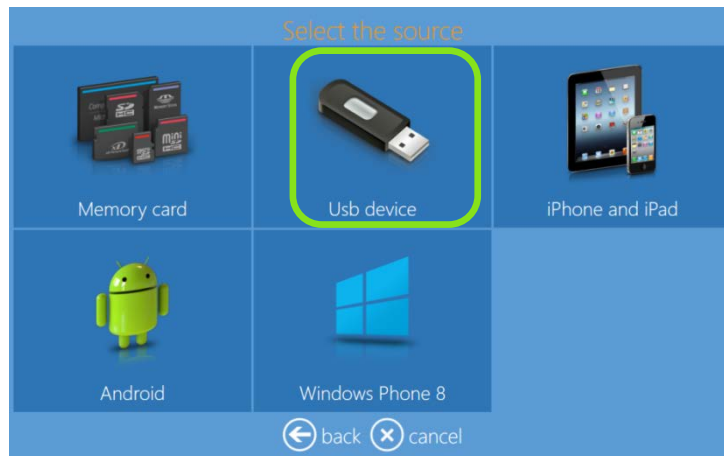 Select the source
Memory card
Usb device
iPhone and iPad
Android
Windows Phone 8
back
cancel